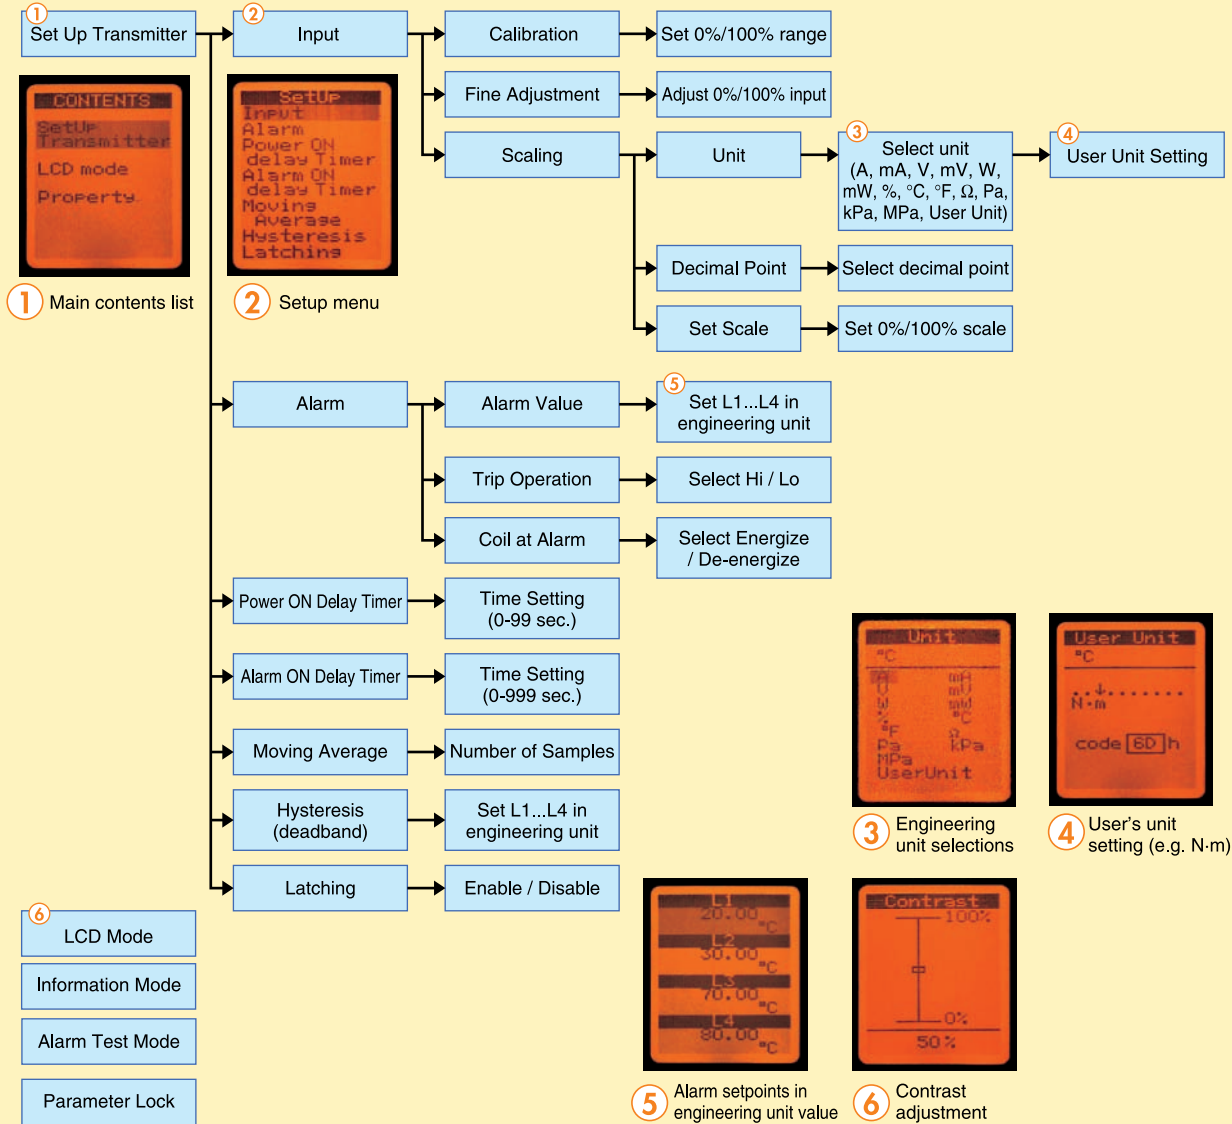 1
Set Up Transmitter
2
Input
Calibration
Set 0%/100% range
Fine Adjustment
Adjust 0%/100% input
Scaling
Unit
3
Select unit
(A, mA, V, mV, W,
mW, %, °C, °F, Ω, Pa,
kPa, MPa, User Unit)
4
User Unit Setting
Decimal Point
Select decimal point
Set Scale
Set 0%/100% scale
CONTENTS
SetUp
Transmitter
LCD mode
Property
1 Main contents list
SetUp
Input
Alarm
Power ON
delay Timer
Alarm ON
delay Timer
Moving
Average
Hysteresis
Latching
2 Setup menu
Alarm
Alarm Value
5
Set L1...L4 in
engineering unit
Trip Operation
Select Hi / Lo
Coil at Alarm
Select Energize
/ De-energize
Power ON Delay Timer
Time Setting
(0-99 sec.)
Alarm ON Delay Timer
Time Setting
(0-999 sec.)
Moving Average
Number of Samples
Hysteresis
(deadband)
Set L1...L4 in
engineering unit
Latching
Enable / Disable
Unit
°C
A mA
V mV
W mW
% °C
°F Ω
Pa kPa
MPa
UserUnit
3 Engineering
unit selections
User Unit
°C
N·m
code 6D h
4 User's unit
setting (e.g. N·m)
6
LCD Mode
Information Mode
Alarm Test Mode
Parameter Lock
L1
20.00
°C
L2
30.00
°C
L3
70.00
°C
L4
80.00
°C
5 Alarm setpoints in
engineering unit value
Contrast
100%
0%
50%
6 Contrast
adjustment